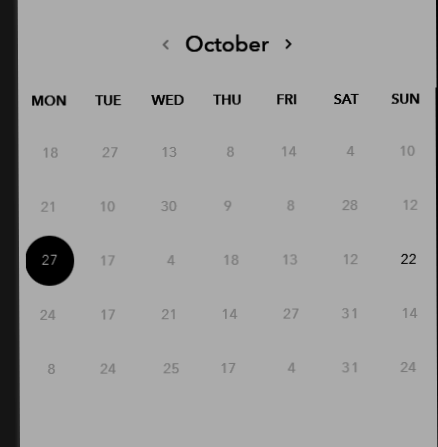 ‹ October ›
MON TUE WED THU FRI SAT SUN
18 27 13 8 14 4 10
21 10 30 9 8 28 12
27 17 4 18 13 12 22
24 17 21 14 27 31 14
8 24 25 17 4 31 24